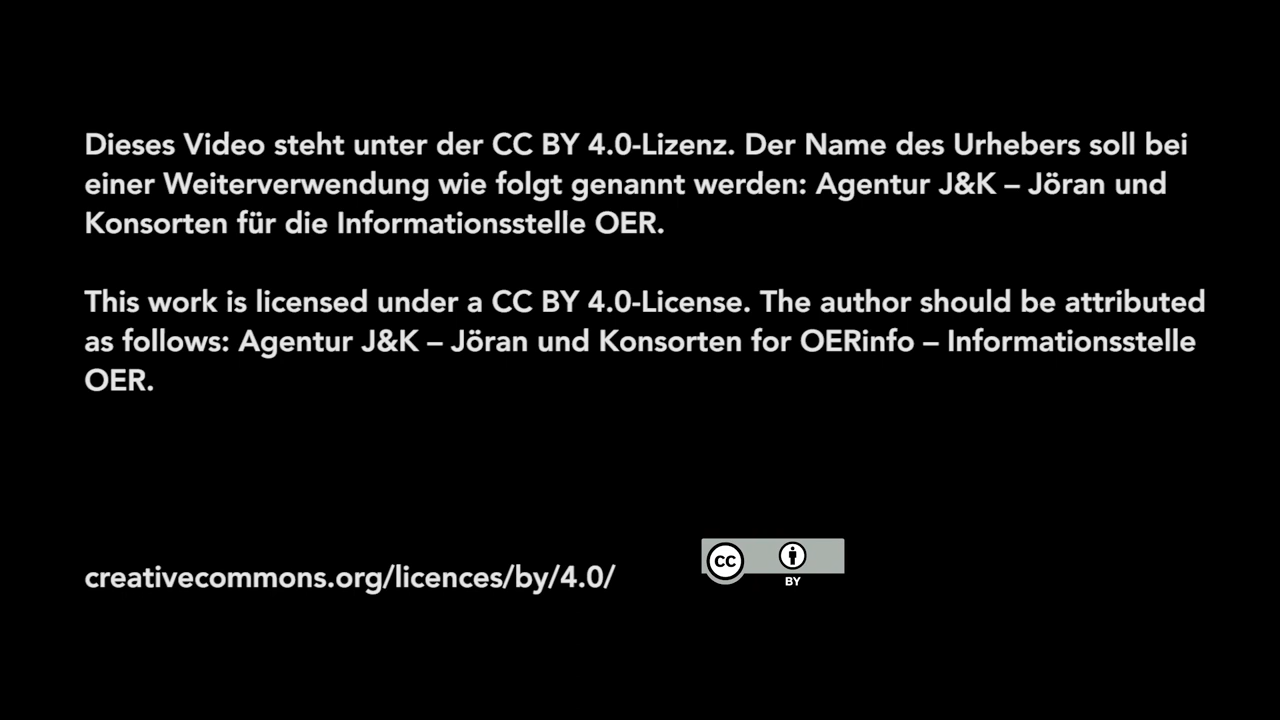 Dieses Video steht unter der CC BY 4.0-Lizenz. Der Name des Urhebers soll bei
einer Weiterverwendung wie folgt genannt werden: Agentur J&K – Jöran und
Konsorten für die Informationsstelle OER.
This work is licensed under a CC BY 4.0-License. The author should be attributed
as follows: Agentur J&K – Jöran und Konsorten for OERinfo – Informationsstelle
OER.
creativecommons.org/licences/by/4.0/
CC
BY